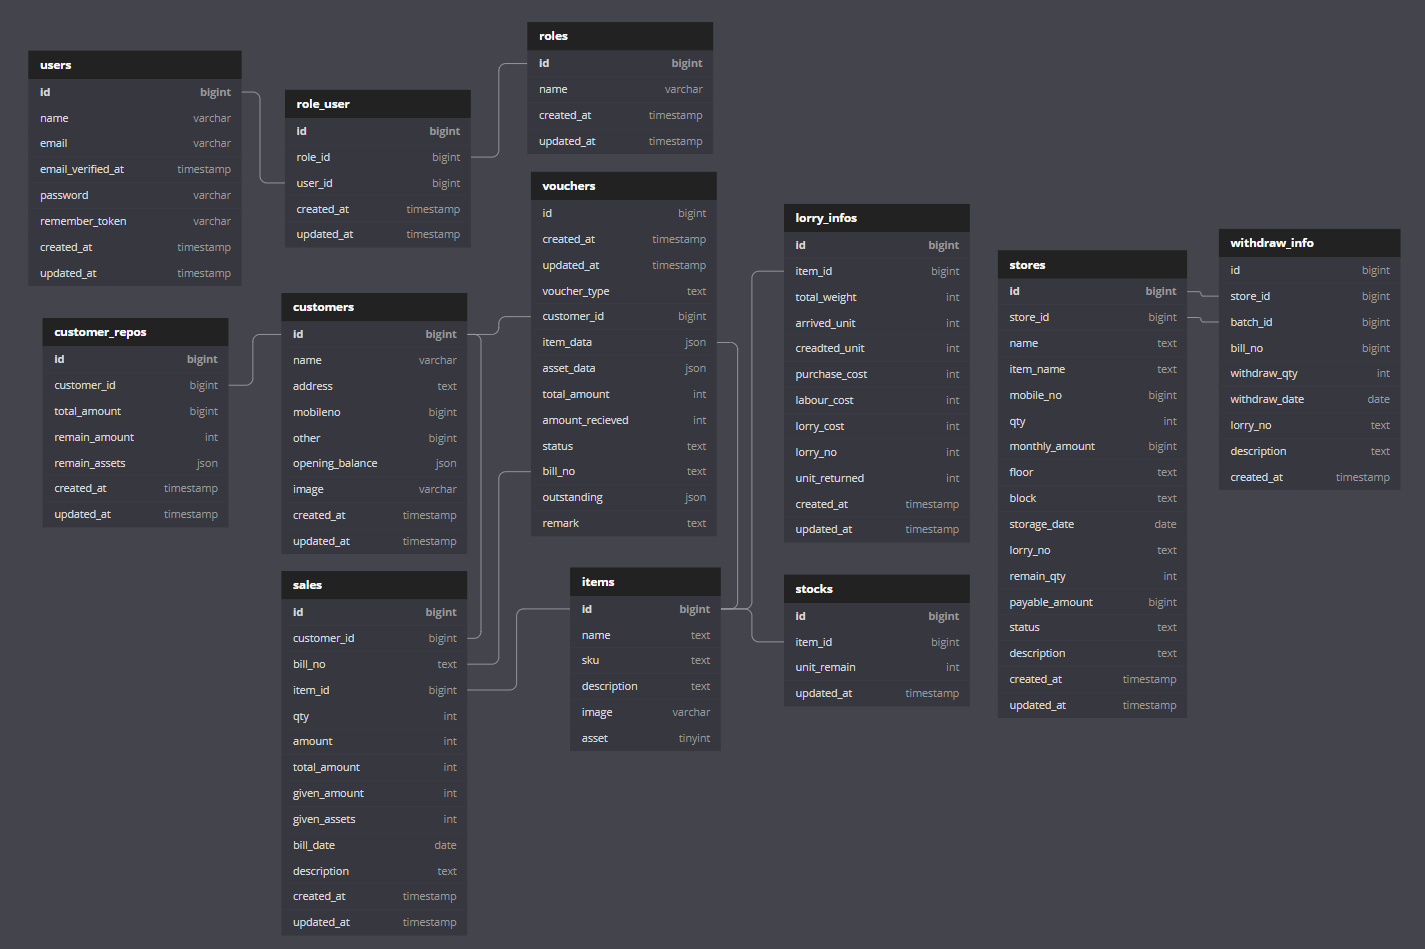 users
id bigint
name varchar
email varchar
email_verified_at timestamp
password varchar
remember_token varchar
created_at timestamp
updated_at timestamp
role_user
id bigint
role_id bigint
user_id bigint
created_at timestamp
updated_at timestamp
roles
id bigint
name varchar
created_at timestamp
updated_at timestamp
customer_repos
id bigint
customer_id bigint
total_amount bigint
remain_amount int
remain_assets json
created_at timestamp
updated_at timestamp
customers
id bigint
name varchar
address text
mobileno bigint
other bigint
opening_balance json
image varchar
created_at timestamp
updated_at timestamp
vouchers
id bigint
created_at timestamp
updated_at timestamp
voucher_type text
customer_id bigint
item_data json
asset_data json
total_amount int
amount_recieved int
status text
bill_no text
outstanding json
remark text
sales
id bigint
customer_id bigint
bill_no text
item_id bigint
qty int
amount int
total_amount int
given_amount int
given_assets int
bill_date date
description text
created_at timestamp
updated_at timestamp
items
id bigint
name text
sku text
description text
image varchar
asset tinyint
lorry_infos
id bigint
item_id bigint
total_weight int
arrived_unit int
creadted_unit int
purchase_cost int
labour_cost int
lorry_cost int
lorry_no int
unit_returned int
created_at timestamp
updated_at timestamp
stocks
id bigint
item_id bigint
unit_remain int
updated_at timestamp
stores
id bigint
store_id bigint
name text
item_name text
mobile_no bigint
qty int
monthly_amount bigint
floor text
block text
storage_date date
lorry_no text
remain_qty int
payable_amount bigint
status text
description text
created_at timestamp
updated_at timestamp
withdraw_info
id bigint
store_id bigint
batch_id bigint
bill_no bigint
withdraw_qty int
withdraw_date date
lorry_no text
description text
created_at timestamp